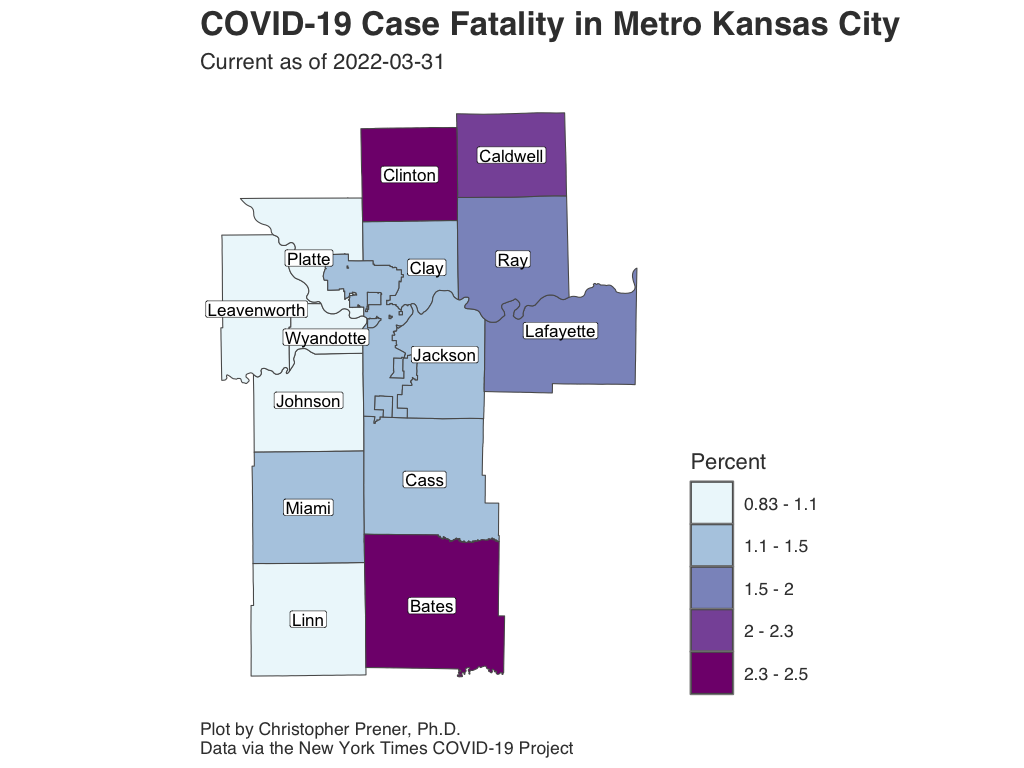 COVID-19 Case Fatality in Metro Kansas City
Current as of 2022-03-31
Caldwell
Clinton
Platte
Clay
Ray
Leavenworth
Wyandotte
Lafayette
Jackson
Johnson
Cass
Miami
Bates
Linn
Percent
0.83 - 1.1
1.1 - 1.5
1.5 - 2
2 - 2.3
2.3 - 2.5
Plot by Christopher Prener, Ph.D.
Data via the New York Times COVID-19 Project